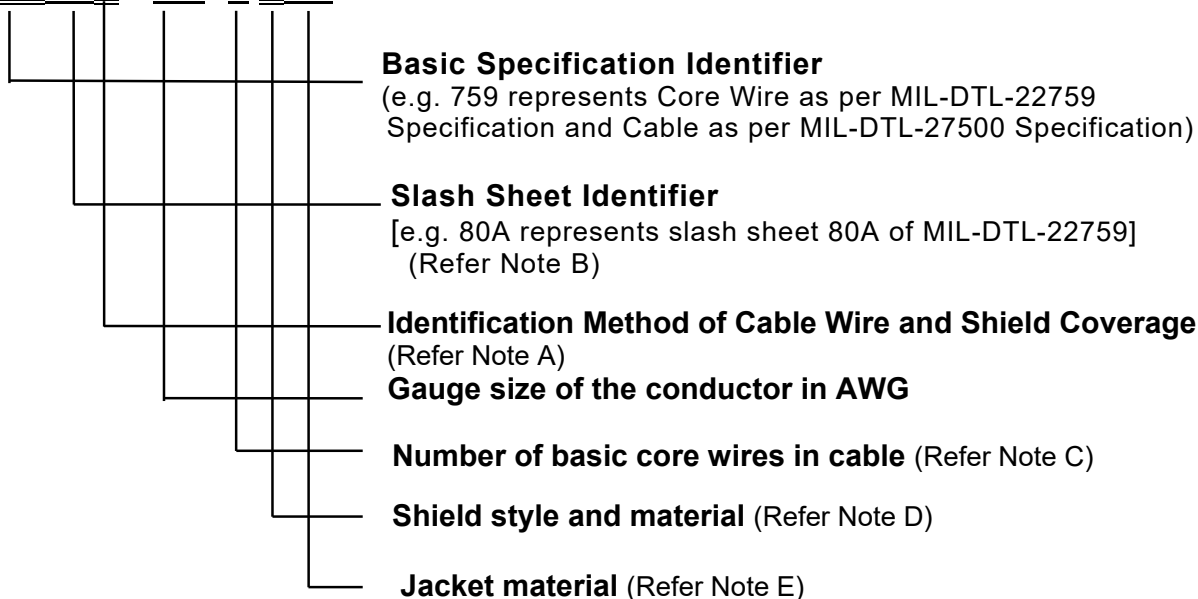 Basic Specification Identifier
(e.g. 759 represents Core Wire as per MIL-DTL-22759
Specification and Cable as per MIL-DTL-27500 Specification)
Slash Sheet Identifier
[e.g. 80A represents slash sheet 80A of MIL-DTL-22759]
(Refer Note B)
Identification Method of Cable Wire and Shield Coverage
(Refer Note A)
Gauge size of the conductor in AWG
Number of basic core wires in cable (Refer Note C)
Shield style and material (Refer Note D)
Jacket material (Refer Note E)